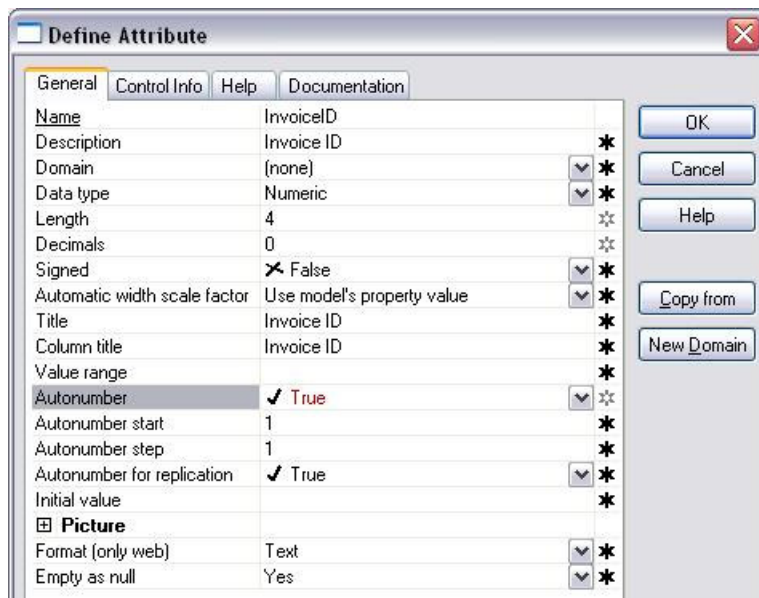 Define Attribute
General Control Info Help Documentation
Name InvoiceID
Description Invoice ID
Domain (none)
Data type Numeric
Length 4
Decimals 0
Signed False
Automatic width scale factor Use model's property value
Title Invoice ID
Column title Invoice ID
Value range
Autonumber True
Autonumber start 1
Autonumber step 1
Autonumber for replication True
Initial value
Picture
Format (only web) Text
Empty as null Yes
OK
Cancel
Help
Copy from
New Domain